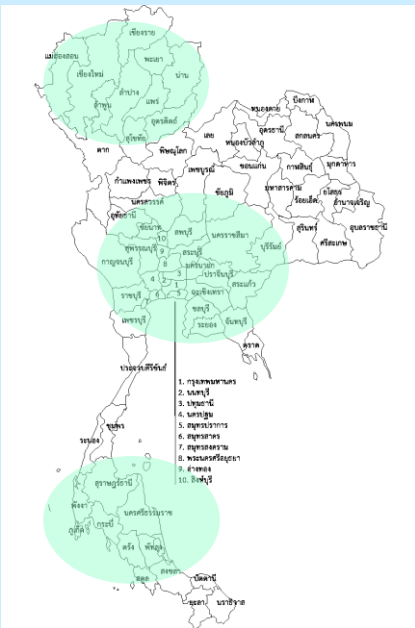 เชียงราย
แม่ฮ่องสอน
พะเยา
เชียงใหม่
น่าน
ลำปาง
ลำพูน
แพร่
อุตรดิตถ์
สุโขทัย
ตาก
พิษณุโลก
เลย
หนองคาย
บึงกาฬ
อุดรธานี
นครพนม
สกลนคร
หนองบัวลำภู
เพชรบูรณ์
ขอนแก่น
กาฬสินธุ์
มุกดาหาร
กำแพงเพชร
พิจิตร
ชัยภูมิ
มหาสารคาม
ร้อยเอ็ด
ยโสธร
อำนาจเจริญ
นครสวรรค์
อุทัยธานี
ชัยนาท
ลพบุรี
นครราชสีมา
บุรีรัมย์
สุรินทร์
ศรีสะเกษ
อุบลราชธานี
10
สุพรรณบุรี
9
สระบุรี
กาญจนบุรี
8
นครนายก
ปราจีนบุรี
4
2
3
1
สระแก้ว
ราชบุรี
6
5
ฉะเชิงเทรา
ชลบุรี
เพชรบุรี
ระยอง
จันทบุรี
ตราด
ประจวบคีรีขันธ์
1. กรุงเทพมหานคร
2. นนทบุรี
3. ปทุมธานี
4. นครปฐม
5. สมุทรปราการ
6. สมุทรสาคร
7. สมุทรสงคราม
8. พระนครศรีอยุธยา
9. อ่างทอง
10. สิงห์บุรี
ชุมพร
ระนอง
สุราษฎร์ธานี
พังงา
นครศรีธรรมราช
กระบี่
ภูเก็ต
ตรัง
พัทลุง
สงขลา
สตูล
ปัตตานี
ยะลา
นราธิวาส